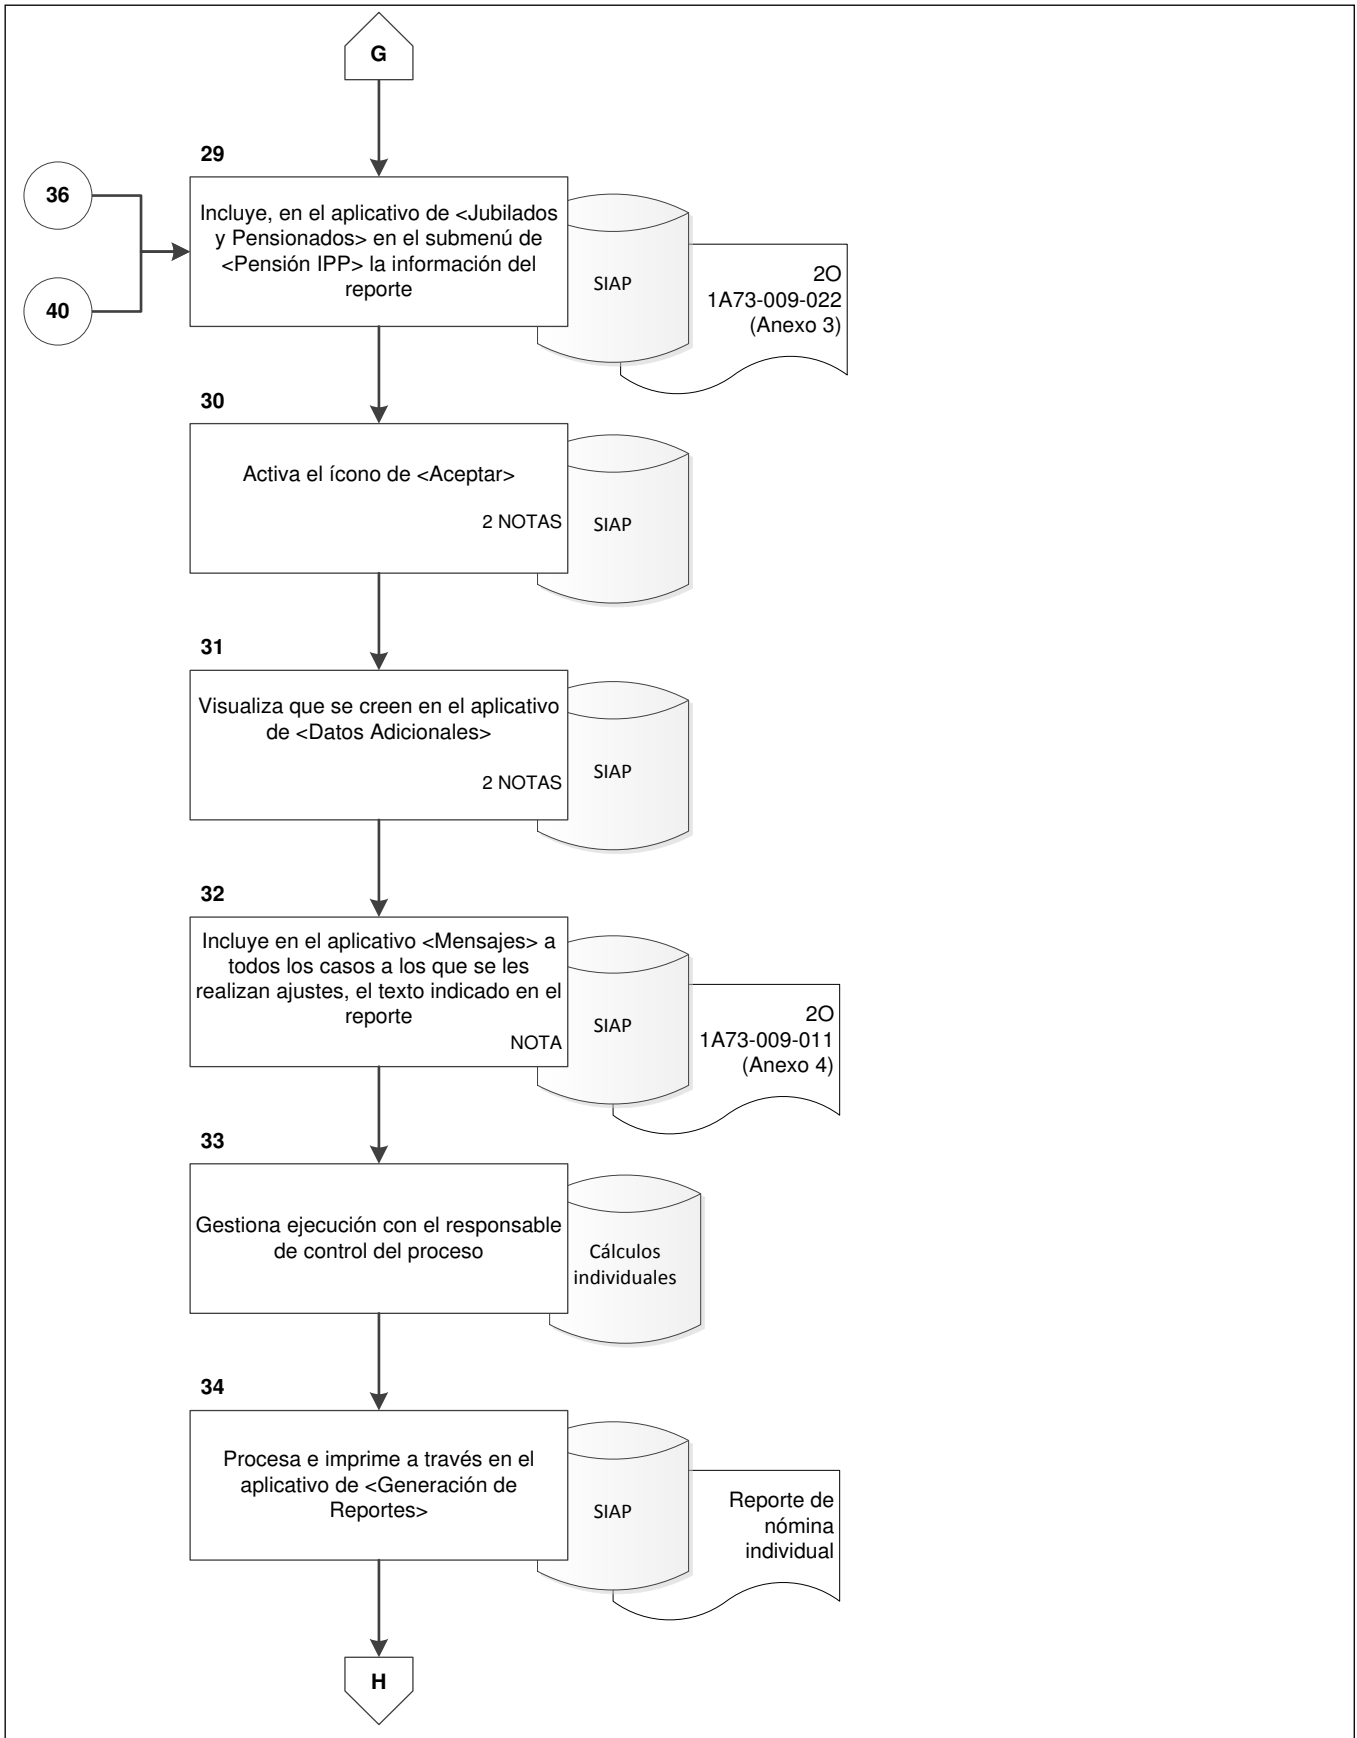 G
29
36
40
Incluye, en el aplicativo de <Jubilados
y Pensionados> en el submenú de
<Pensión IPP> la información del
reporte
SIAP
2O
1A73-009-022
(Anexo 3)
30
Activa el ícono de <Aceptar>
2 NOTAS
SIAP
31
Visualiza que se creen en el aplicativo
de <Datos Adicionales>
2 NOTAS
SIAP
32
Incluye en el aplicativo <Mensajes> a
todos los casos a los que se les
realizan ajustes, el texto indicado en el
reporte
NOTA
SIAP
2O
1A73-009-011
(Anexo 4)
33
Gestiona ejecución con el responsable
de control del proceso
Cálculos
individuales
34
Procesa e imprime a través en el
aplicativo de <Generación de
Reportes>
SIAP
Reporte de
nómina
individual
H